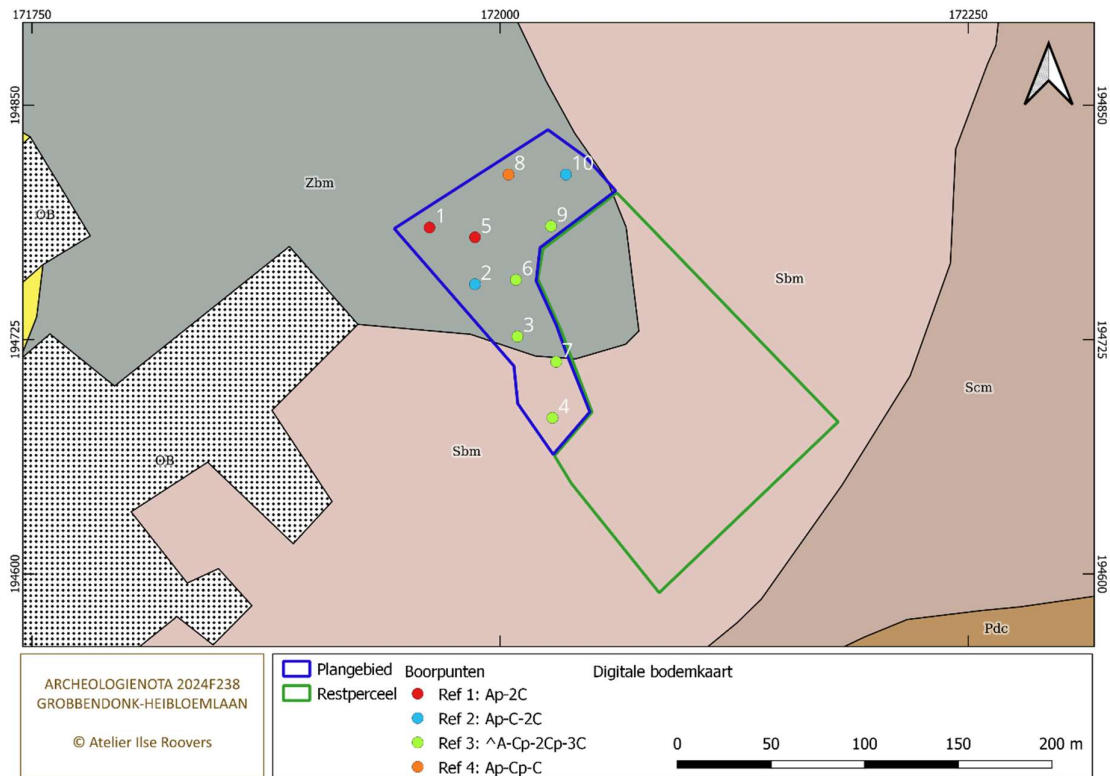 171750
172000
172250
194850
194850
Zbm
OB
8
10
1
5
9
2
6
Sbm
3
194725
194725
7
Scm
4
Sbm
OB
194600
194600
Pdc
ARCHEOLOGIENOTA 2024F238
GROBBENDONK-HEIBLOEMLAAN
© Atelier Ilse Roovers
Plangebied
Restperceel
Boorpunten
Ref 1: Ap-2C
Ref 2: Ap-C-2C
Ref 3: ^A-Cp-2Cp-3C
Ref 4: Ap-Cp-C
Digitale bodemkaart
0 50 100 150 200 m